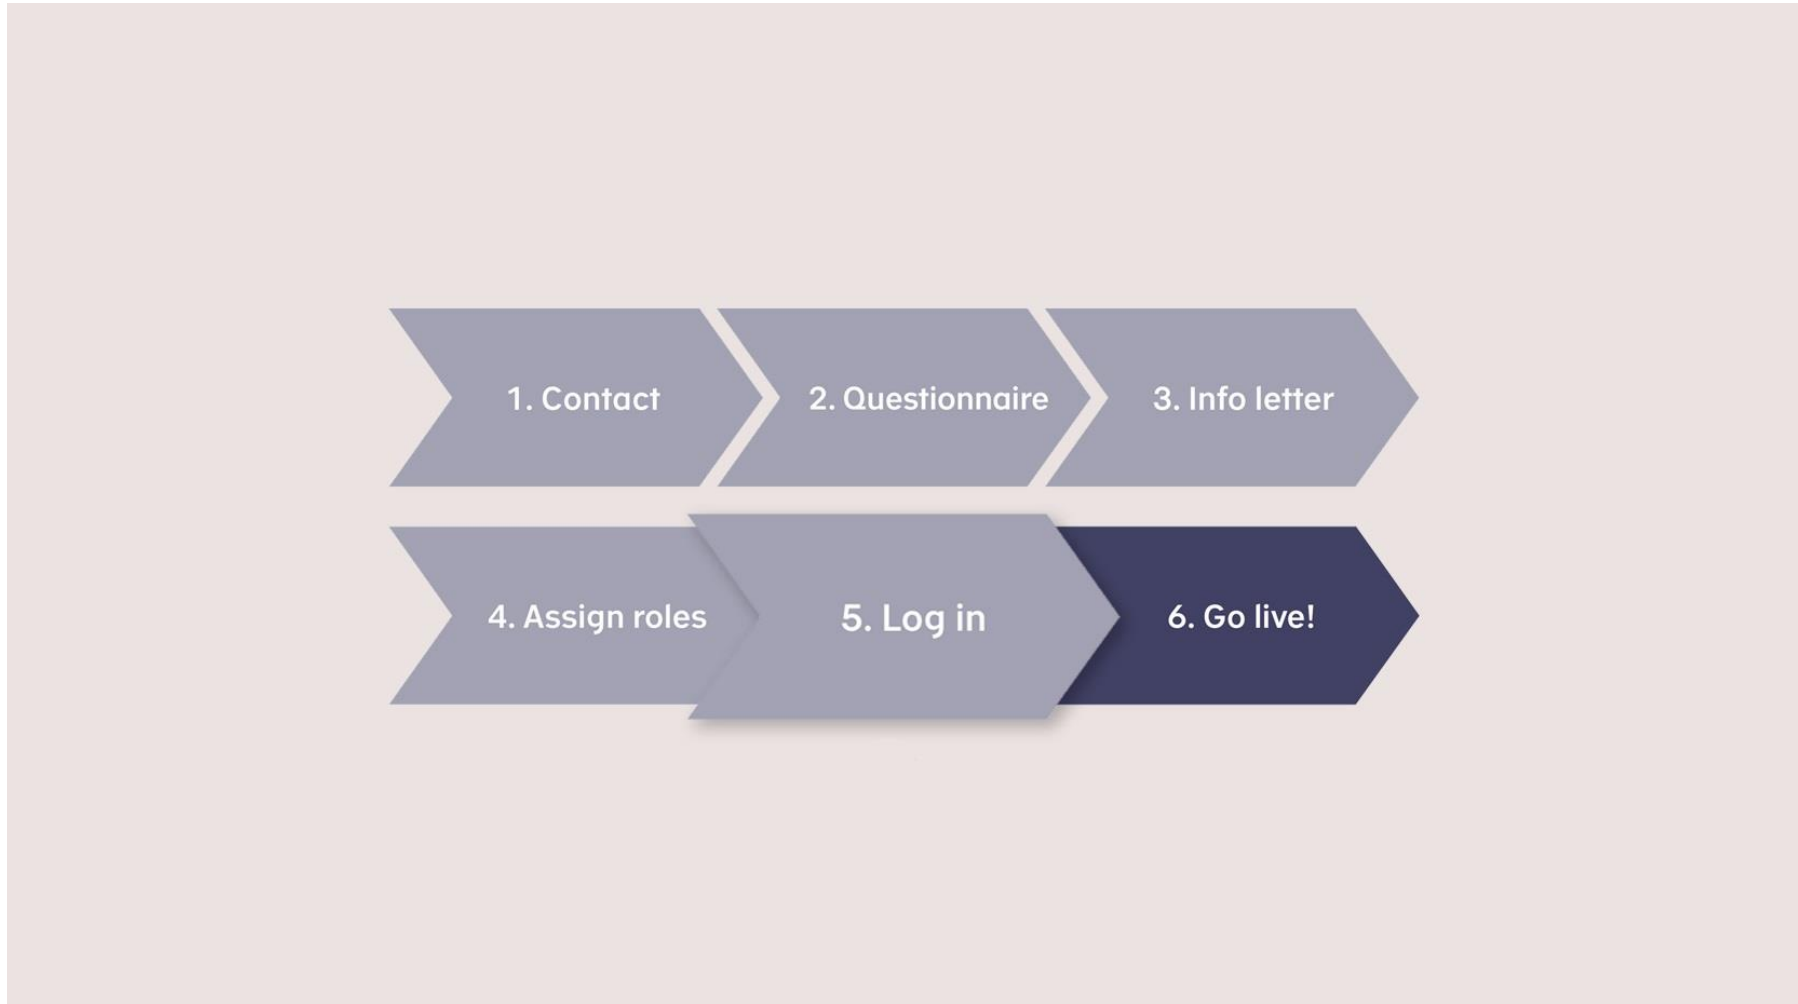 1. Contact
2. Questionnaire
3. Info letter
4. Assign roles
5. Log in
6. Go live!